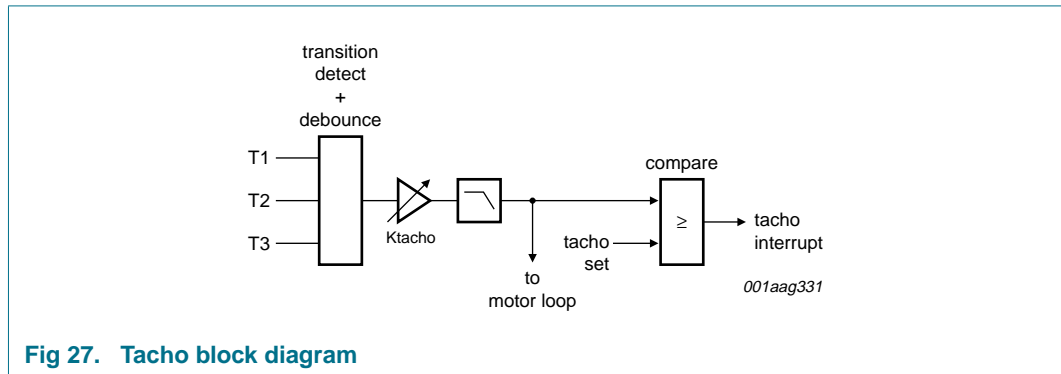 transition
detect
+
debounce
T1
T2
T3
Ktacho
to
motor loop
tacho
set
compare
≥
tacho
interrupt
001aag331
Fig 27. Tacho block diagram